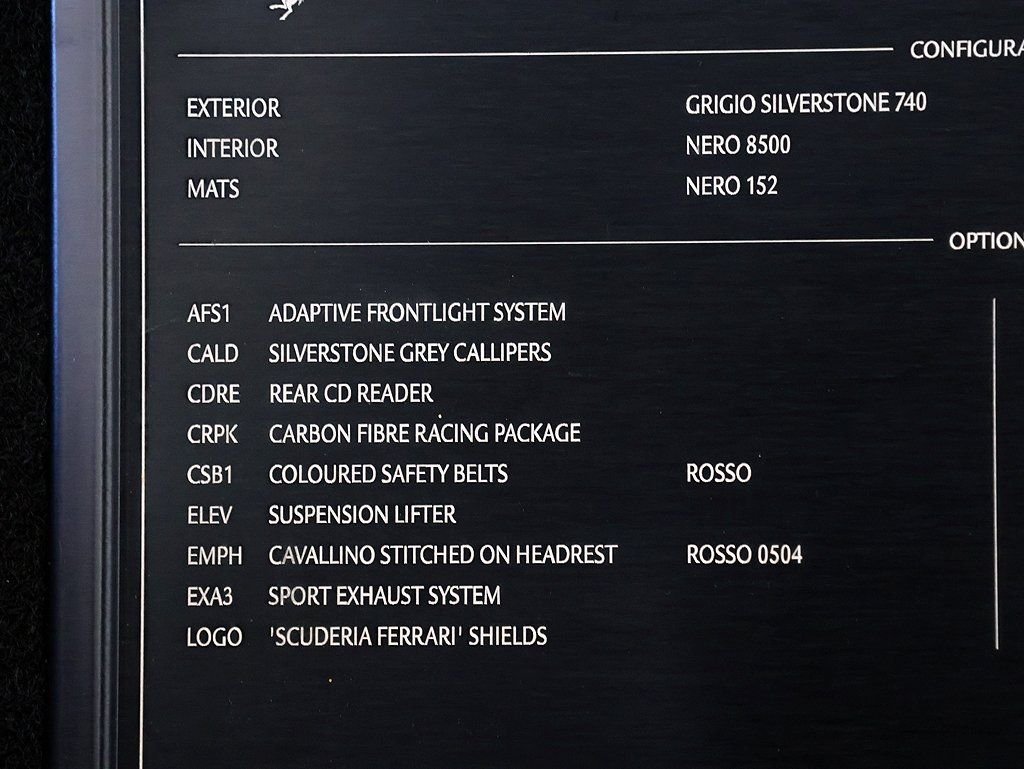 CONFIGURA
EXTERIOR GRIGIO SILVERSTONE 740
INTERIOR NERO 8500
MATS NERO 152
OPTION
AFS1 ADAPTIVE FRONTLIGHT SYSTEM
CALD SILVERSTONE GREY CALLIPERS
CDRE REAR CD READER
CRPK CARBON FIBRE RACING PACKAGE
CSB1 COLOURED SAFETY BELTS ROSSO
ELEV SUSPENSION LIFTER
EMPH CAVALLINO STITCHED ON HEADREST ROSSO 0504
EXA3 SPORT EXHAUST SYSTEM
LOGO 'SCUDERIA FERRARI' SHIELDS